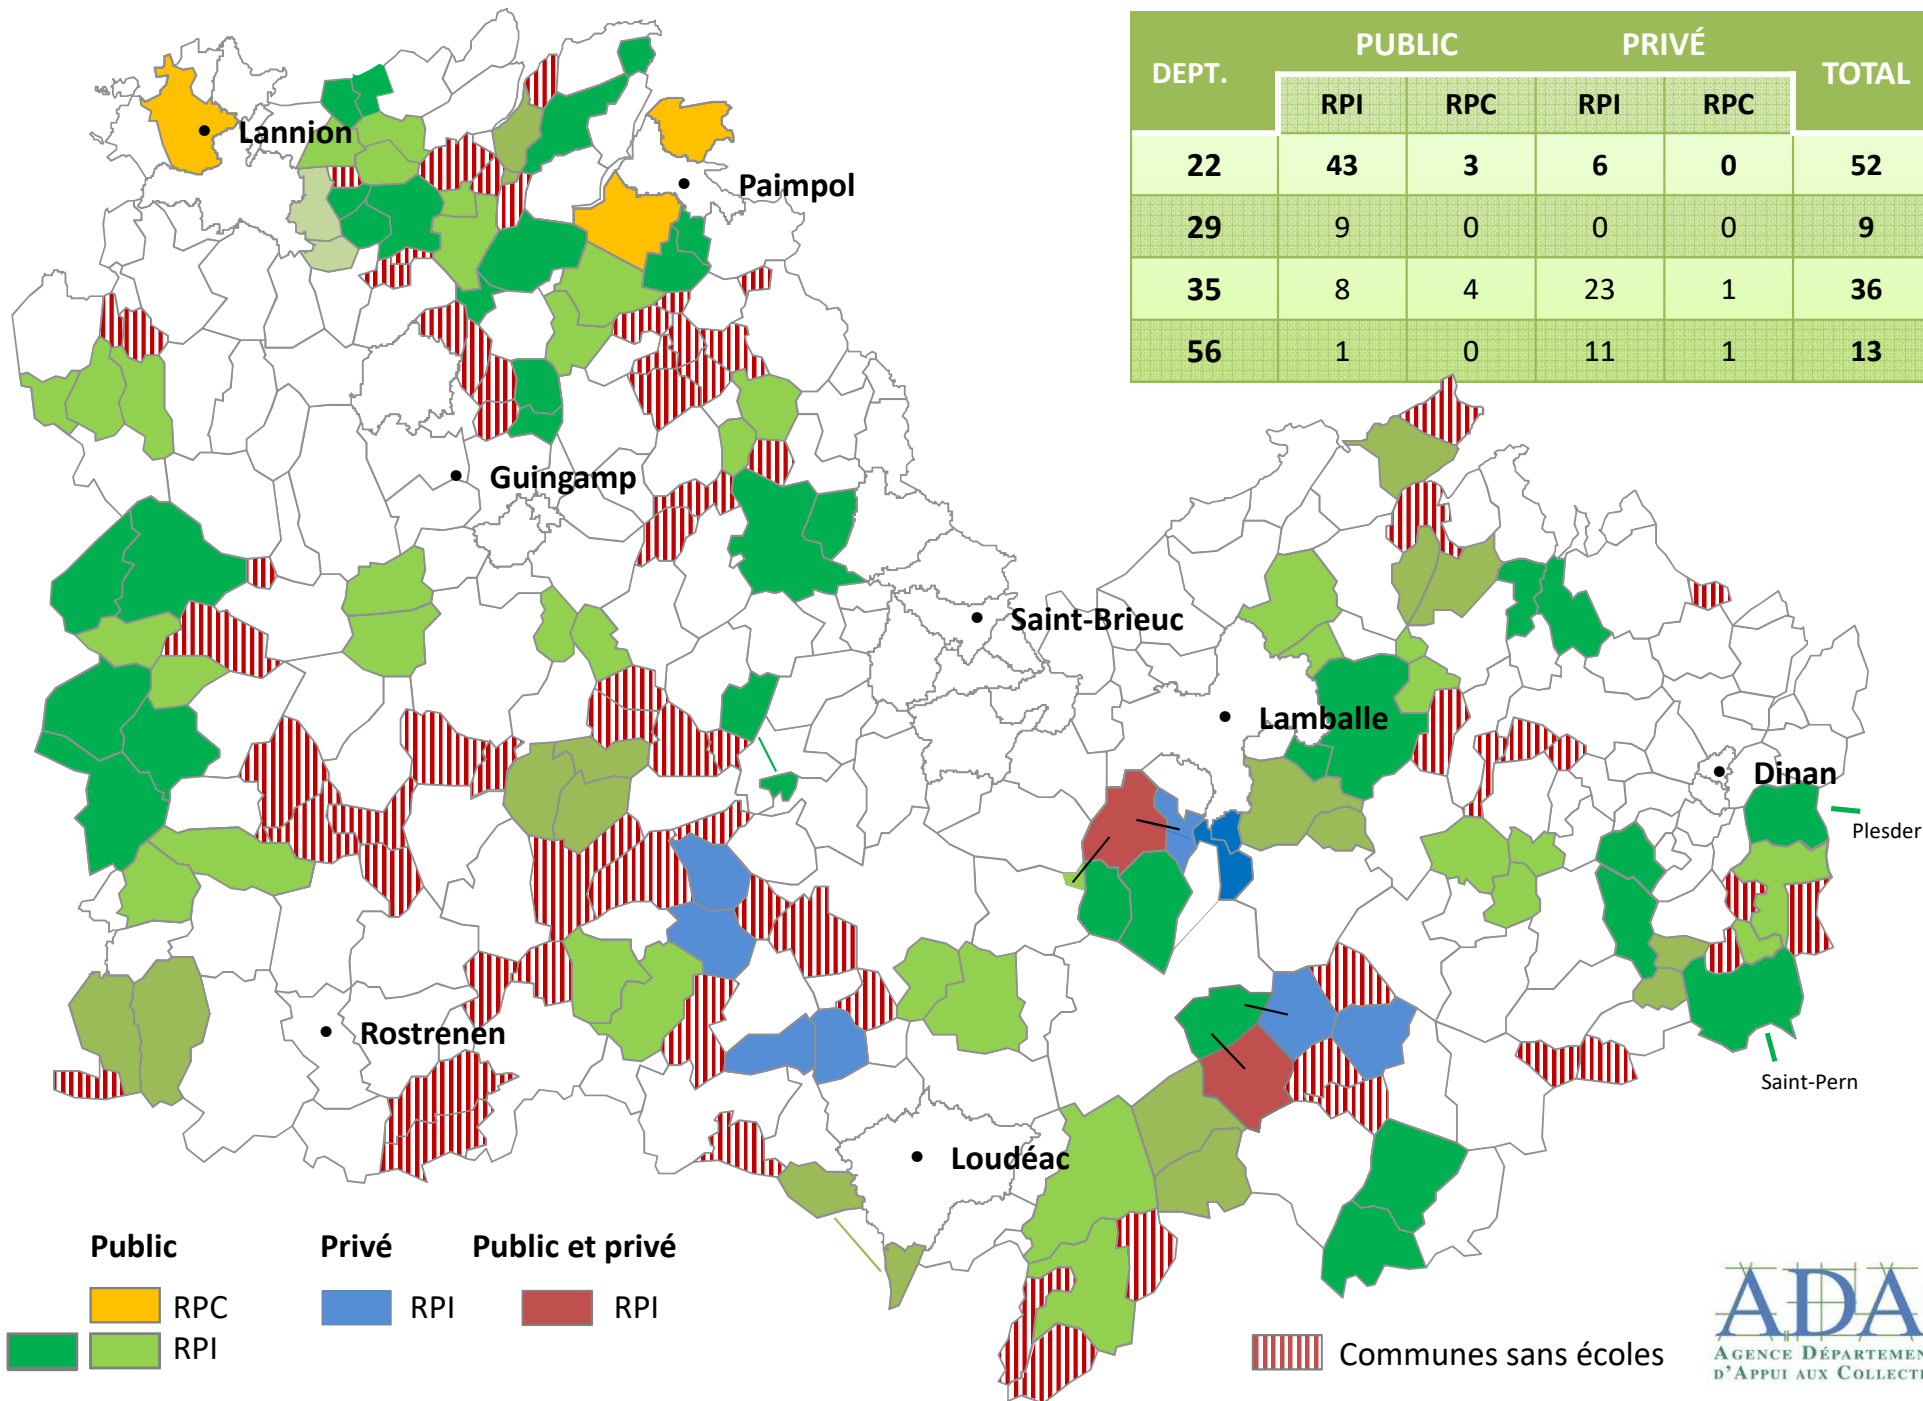 DEPT. PUBLIC PRIVÉ TOTAL
RPI RPC RPI RPC
22 43 3 6 0 52
29 9 0 0 0 9
35 8 4 23 1 36
56 1 0 11 1 13
Lannion
Paimpol
Guingamp
Saint-Brieuc
Lamballe
Dinan
Plesder
Rostrenen
Saint-Pern
Loudéac
Public Privé Public et privé
RPC RPI RPI
RPI
Communes sans écoles
ADA
AGENCE DÉPARTEMEN
D'APPUI AUX COLLECTI